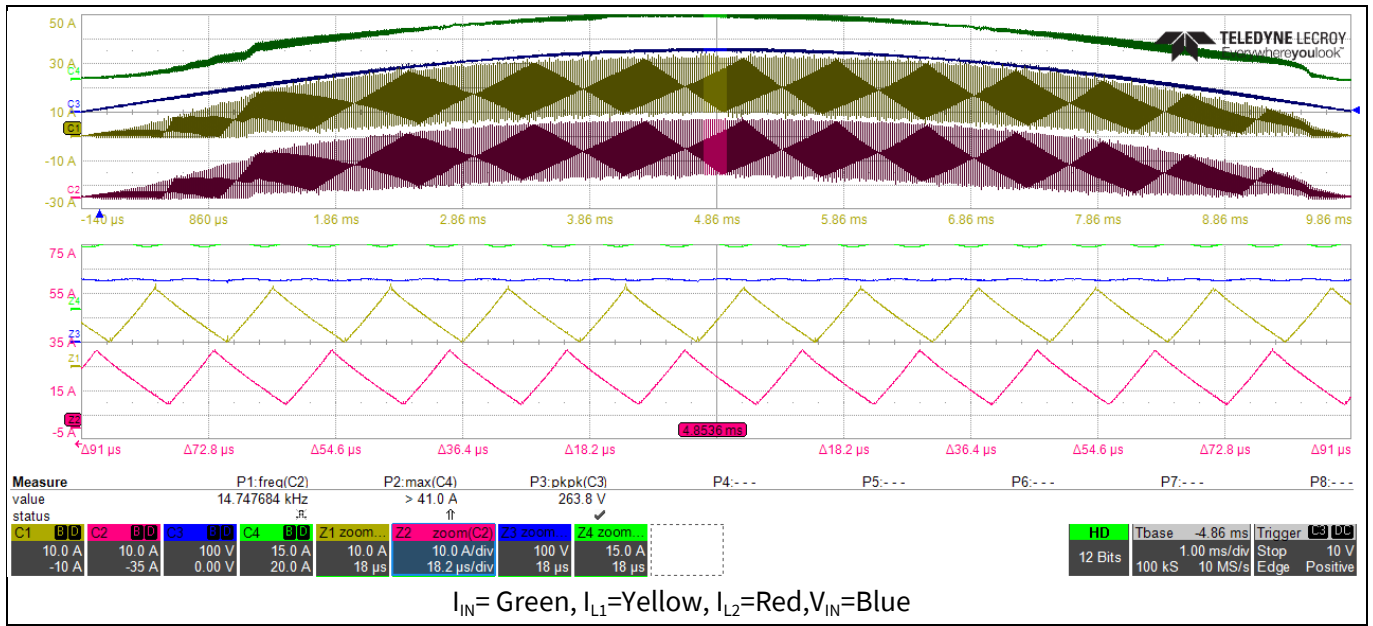 50 A
TELEDYNE LECROY
Everywhereyoulook™
30 A
C4
C3
10 A
C1
-10 A
C2
-30 A
-140 µs 860 µs 1.86 ms 2.86 ms 3.86 ms 4.86 ms 5.86 ms 6.86 ms 7.86 ms 8.86 ms 9.86 ms
75 A
55 A
Z4
Z3
35 A
Z1
15 A
Z2
-5 A
4.8536 ms
Δ91 µs Δ72.8 µs Δ54.6 µs Δ36.4 µs Δ18.2 µs Δ18.2 µs Δ36.4 µs Δ54.6 µs Δ72.8 µs Δ91 µs
Measure P1:freq(C2) P2:max(C4) P3:pkpk(C3) P4:- - - P5:- - - P6:- - - P7:- - - P8:- - -
value 14.747684 kHz > 41.0 A 263.8 V
status
C1 B D C2 B D C3 B D C4 B D Z1 zoom... Z2 zoom(C2) Z3 zoom... Z4 zoom... HD Tbase -4.86 ms Trigger C3 DC
10.0 A 10.0 A 100 V 15.0 A 10.0 A 10.0 A/div 100 V 15.0 A 12 Bits 1.00 ms/div Stop 10 V
-10 A -35 A 0.00 V 20.0 A 18 µs 18.2 µs/div 18 µs 18 µs 100 kS 10 MS/s Edge Positive
I_IN= Green, I_L1=Yellow, I_L2=Red,V_IN=Blue